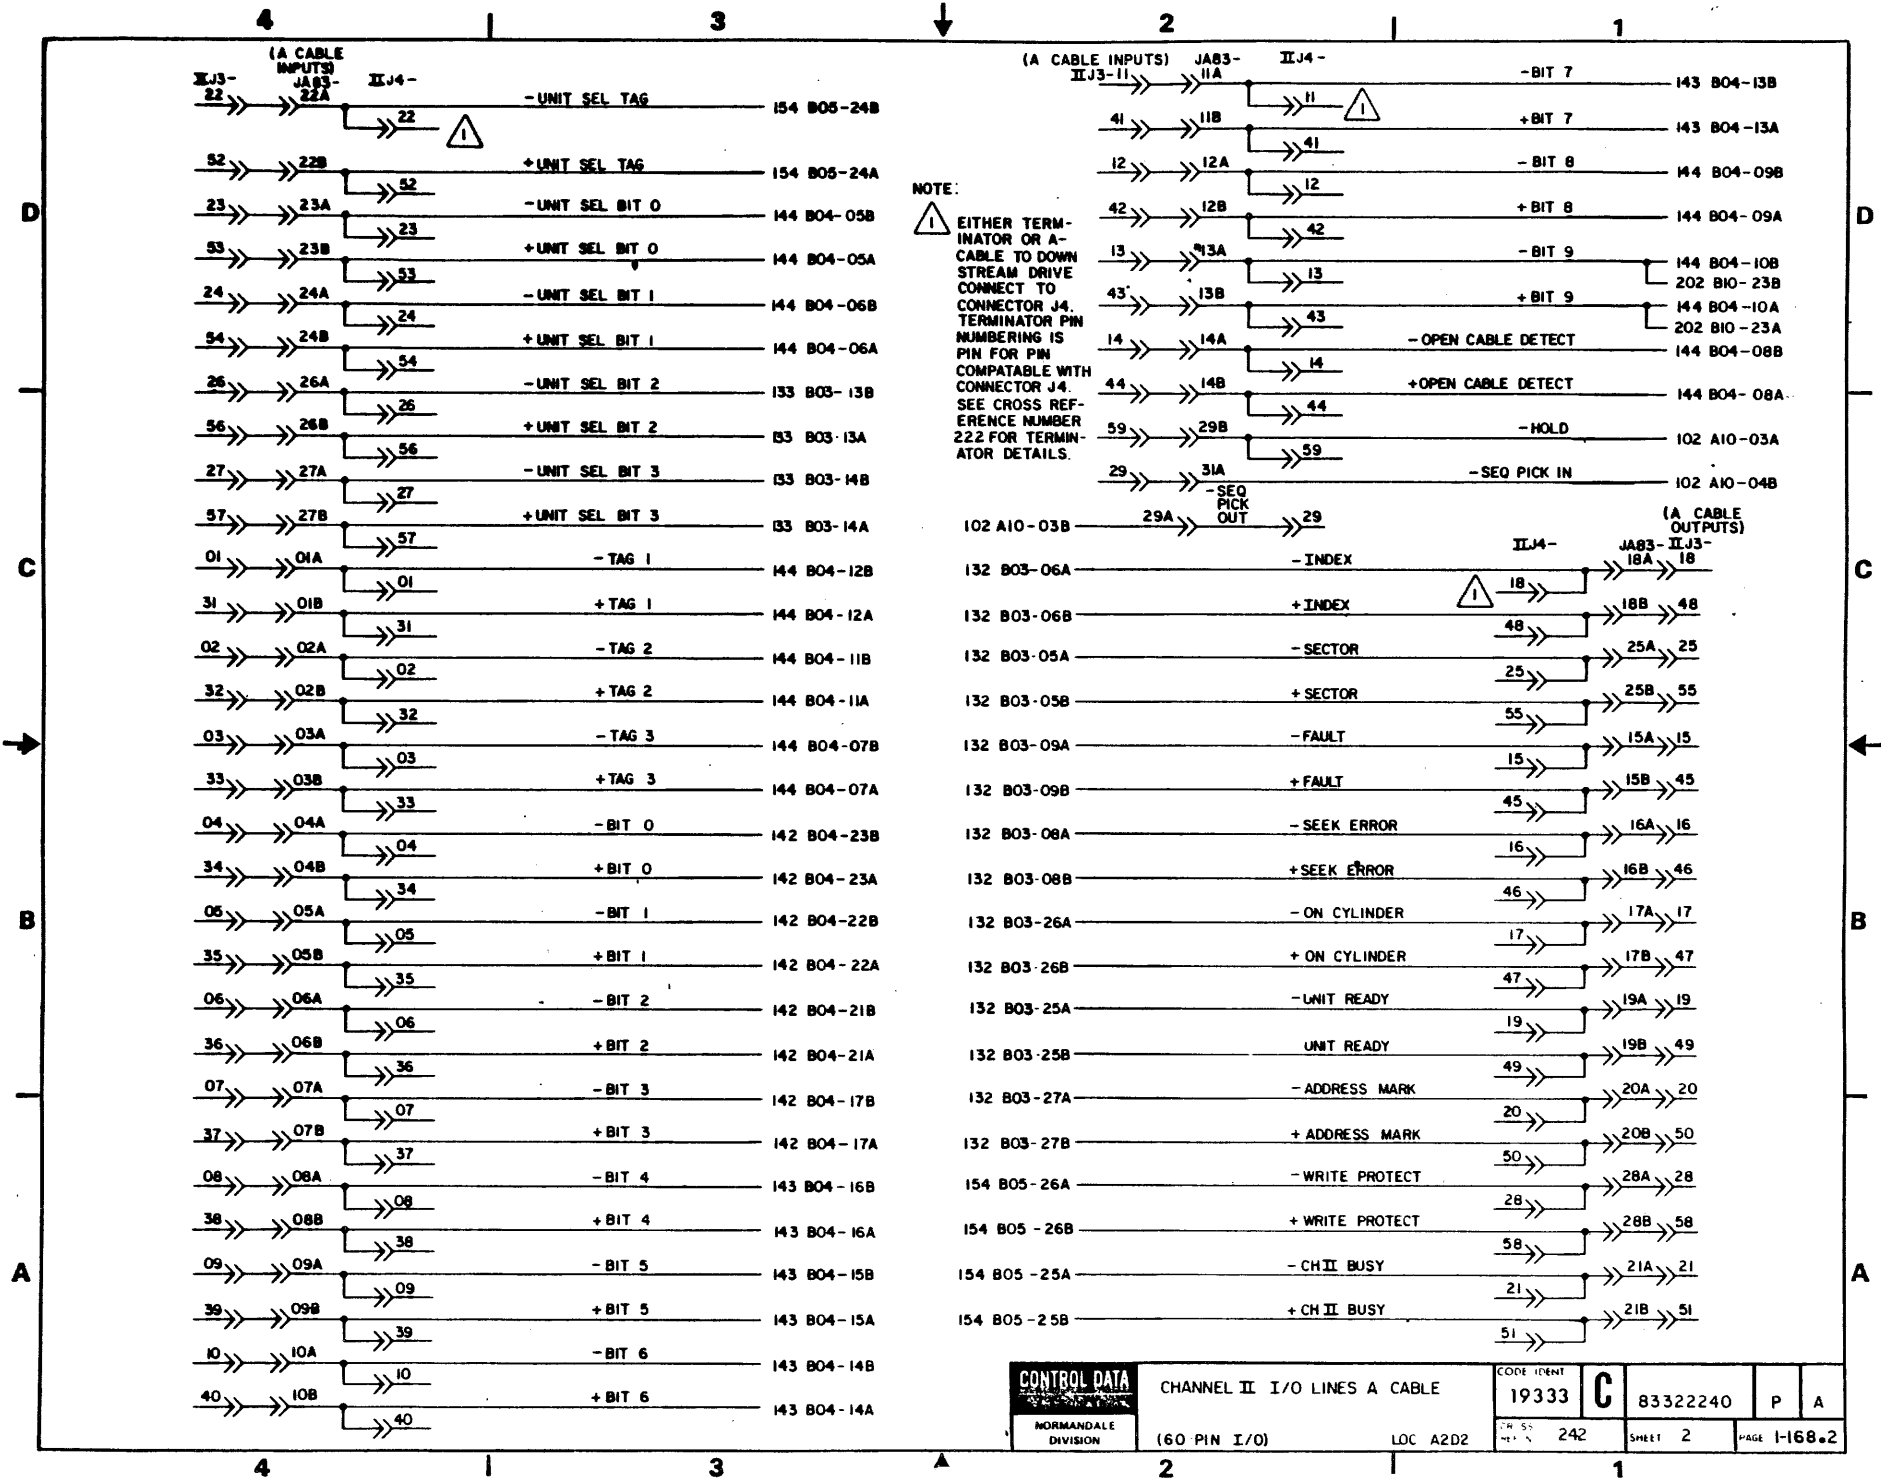 4 3 2 1
(A CABLE INPUTS)
IIJ3- JA83- IIJ4-
22 22A - UNIT SEL TAG 154 B05-24B
22 1
52 22B + UNIT SEL TAG 154 B05-24A
52
23 23A - UNIT SEL BIT 0 144 B04-05B
23
53 23B + UNIT SEL BIT 0 144 B04-05A
53
24 24A - UNIT SEL BIT 1 144 B04-06B
24
54 24B + UNIT SEL BIT 1 144 B04-06A
54
26 26A - UNIT SEL BIT 2 133 B03-13B
26
56 26B + UNIT SEL BIT 2 133 B03-13A
56
27 27A - UNIT SEL BIT 3 133 B03-14B
27
57 27B + UNIT SEL BIT 3 133 B03-14A
57
01 01A - TAG 1 144 B04-12B
01
31 01B + TAG 1 144 B04-12A
31
02 02A - TAG 2 144 B04-11B
02
32 02B + TAG 2 144 B04-11A
32
03 03A - TAG 3 144 B04-07B
03
33 03B + TAG 3 144 B04-07A
33
04 04A - BIT 0 142 B04-23B
04
34 04B + BIT 0 142 B04-23A
34
05 05A - BIT 1 142 B04-22B
05
35 05B + BIT 1 142 B04-22A
35
06 06A - BIT 2 142 B04-21B
06
36 06B + BIT 2 142 B04-21A
36
07 07A - BIT 3 142 B04-17B
07
37 07B + BIT 3 142 B04-17A
37
08 08A - BIT 4 143 B04-16B
08
38 08B + BIT 4 143 B04-16A
38
09 09A - BIT 5 143 B04-15B
09
39 09B + BIT 5 143 B04-15A
39
10 10A - BIT 6 143 B04-14B
10
40 10B + BIT 6 143 B04-14A
40
NOTE:
1 EITHER TERM-
INATOR OR A-
CABLE TO DOWN
STREAM DRIVE
CONNECT TO
CONNECTOR J4.
TERMINATOR PIN
NUMBERING IS
PIN FOR PIN
COMPATABLE WITH
CONNECTOR J4.
SEE CROSS REF-
ERENCE NUMBER
222 FOR TERMIN-
ATOR DETAILS.
(A CABLE INPUTS) JA83- IIJ4-
IIJ3-11 11A - BIT 7 143 B04-13B
11 1
41 11B + BIT 7 143 B04-13A
41
12 12A - BIT 8 144 B04-09B
12
42 12B + BIT 8 144 B04-09A
42
13 13A - BIT 9 144 B04-10B
13 202 B10-23B
43 13B + BIT 9 144 B04-10A
43 202 B10-23A
14 14A - OPEN CABLE DETECT 144 B04-08B
14
44 14B + OPEN CABLE DETECT 144 B04-08A
44
59 29B - HOLD 102 A10-03A
59
29 31A - SEQ PICK IN 102 A10-04B
102 A10-03B 29A - SEQ PICK OUT 29
(A CABLE OUTPUTS)
IIJ4- JA83- IIJ3-
132 B03-06A - INDEX 18A 18
1 18
132 B03-06B + INDEX 18B 48
48
132 B03-05A - SECTOR 25A 25
25
132 B03-05B + SECTOR 25B 55
55
132 B03-09A - FAULT 15A 15
15
132 B03-09B + FAULT 15B 45
45
132 B03-08A - SEEK ERROR 16A 16
16
132 B03-08B + SEEK ERROR 16B 46
46
132 B03-26A - ON CYLINDER 17A 17
17
132 B03-26B + ON CYLINDER 17B 47
47
132 B03-25A - UNIT READY 19A 19
19
132 B03-25B UNIT READY 19B 49
49
132 B03-27A - ADDRESS MARK 20A 20
20
132 B03-27B + ADDRESS MARK 20B 50
50
154 B05-26A - WRITE PROTECT 28A 28
28
154 B05-26B + WRITE PROTECT 28B 58
58
154 B05-25A - CH II BUSY 21A 21
21
154 B05-25B + CH II BUSY 21B 51
51
D D
C C
B B
A A
CONTROL DATA
NORMANDALE
DIVISION
CHANNEL II I/O LINES A CABLE
(60 PIN I/O) LOC A2D2
CODE IDENT
19333 C 83322240 P A
242 SHEET 2 PAGE 1-168.2
4 3 2 1